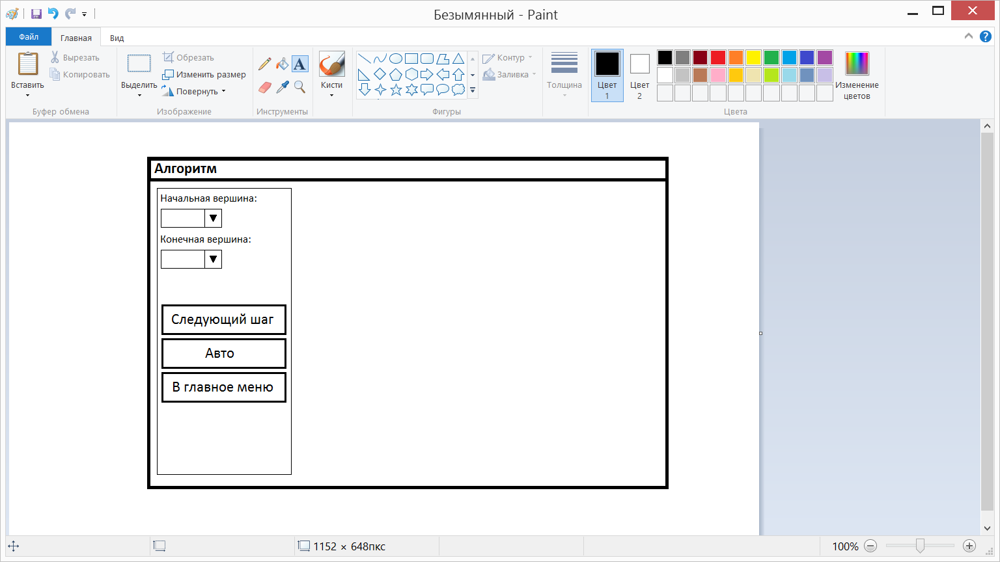 Безымянный - Paint
Файл
Главная
Вид
Вставить
Вырезать
Копировать
Буфер обмена
Выделить
Обрезать
Изменить размер
Повернуть
Изображение
A
Инструменты
Кисти
Фигуры
Контур
Заливка
Толщина
Цвет
1
Цвет
2
Изменение
цветов
Цвета
?
Алгоритм
Начальная вершина:
Конечная вершина:
Следующий шаг
Авто
В главное меню
1152 × 648пкс
100%